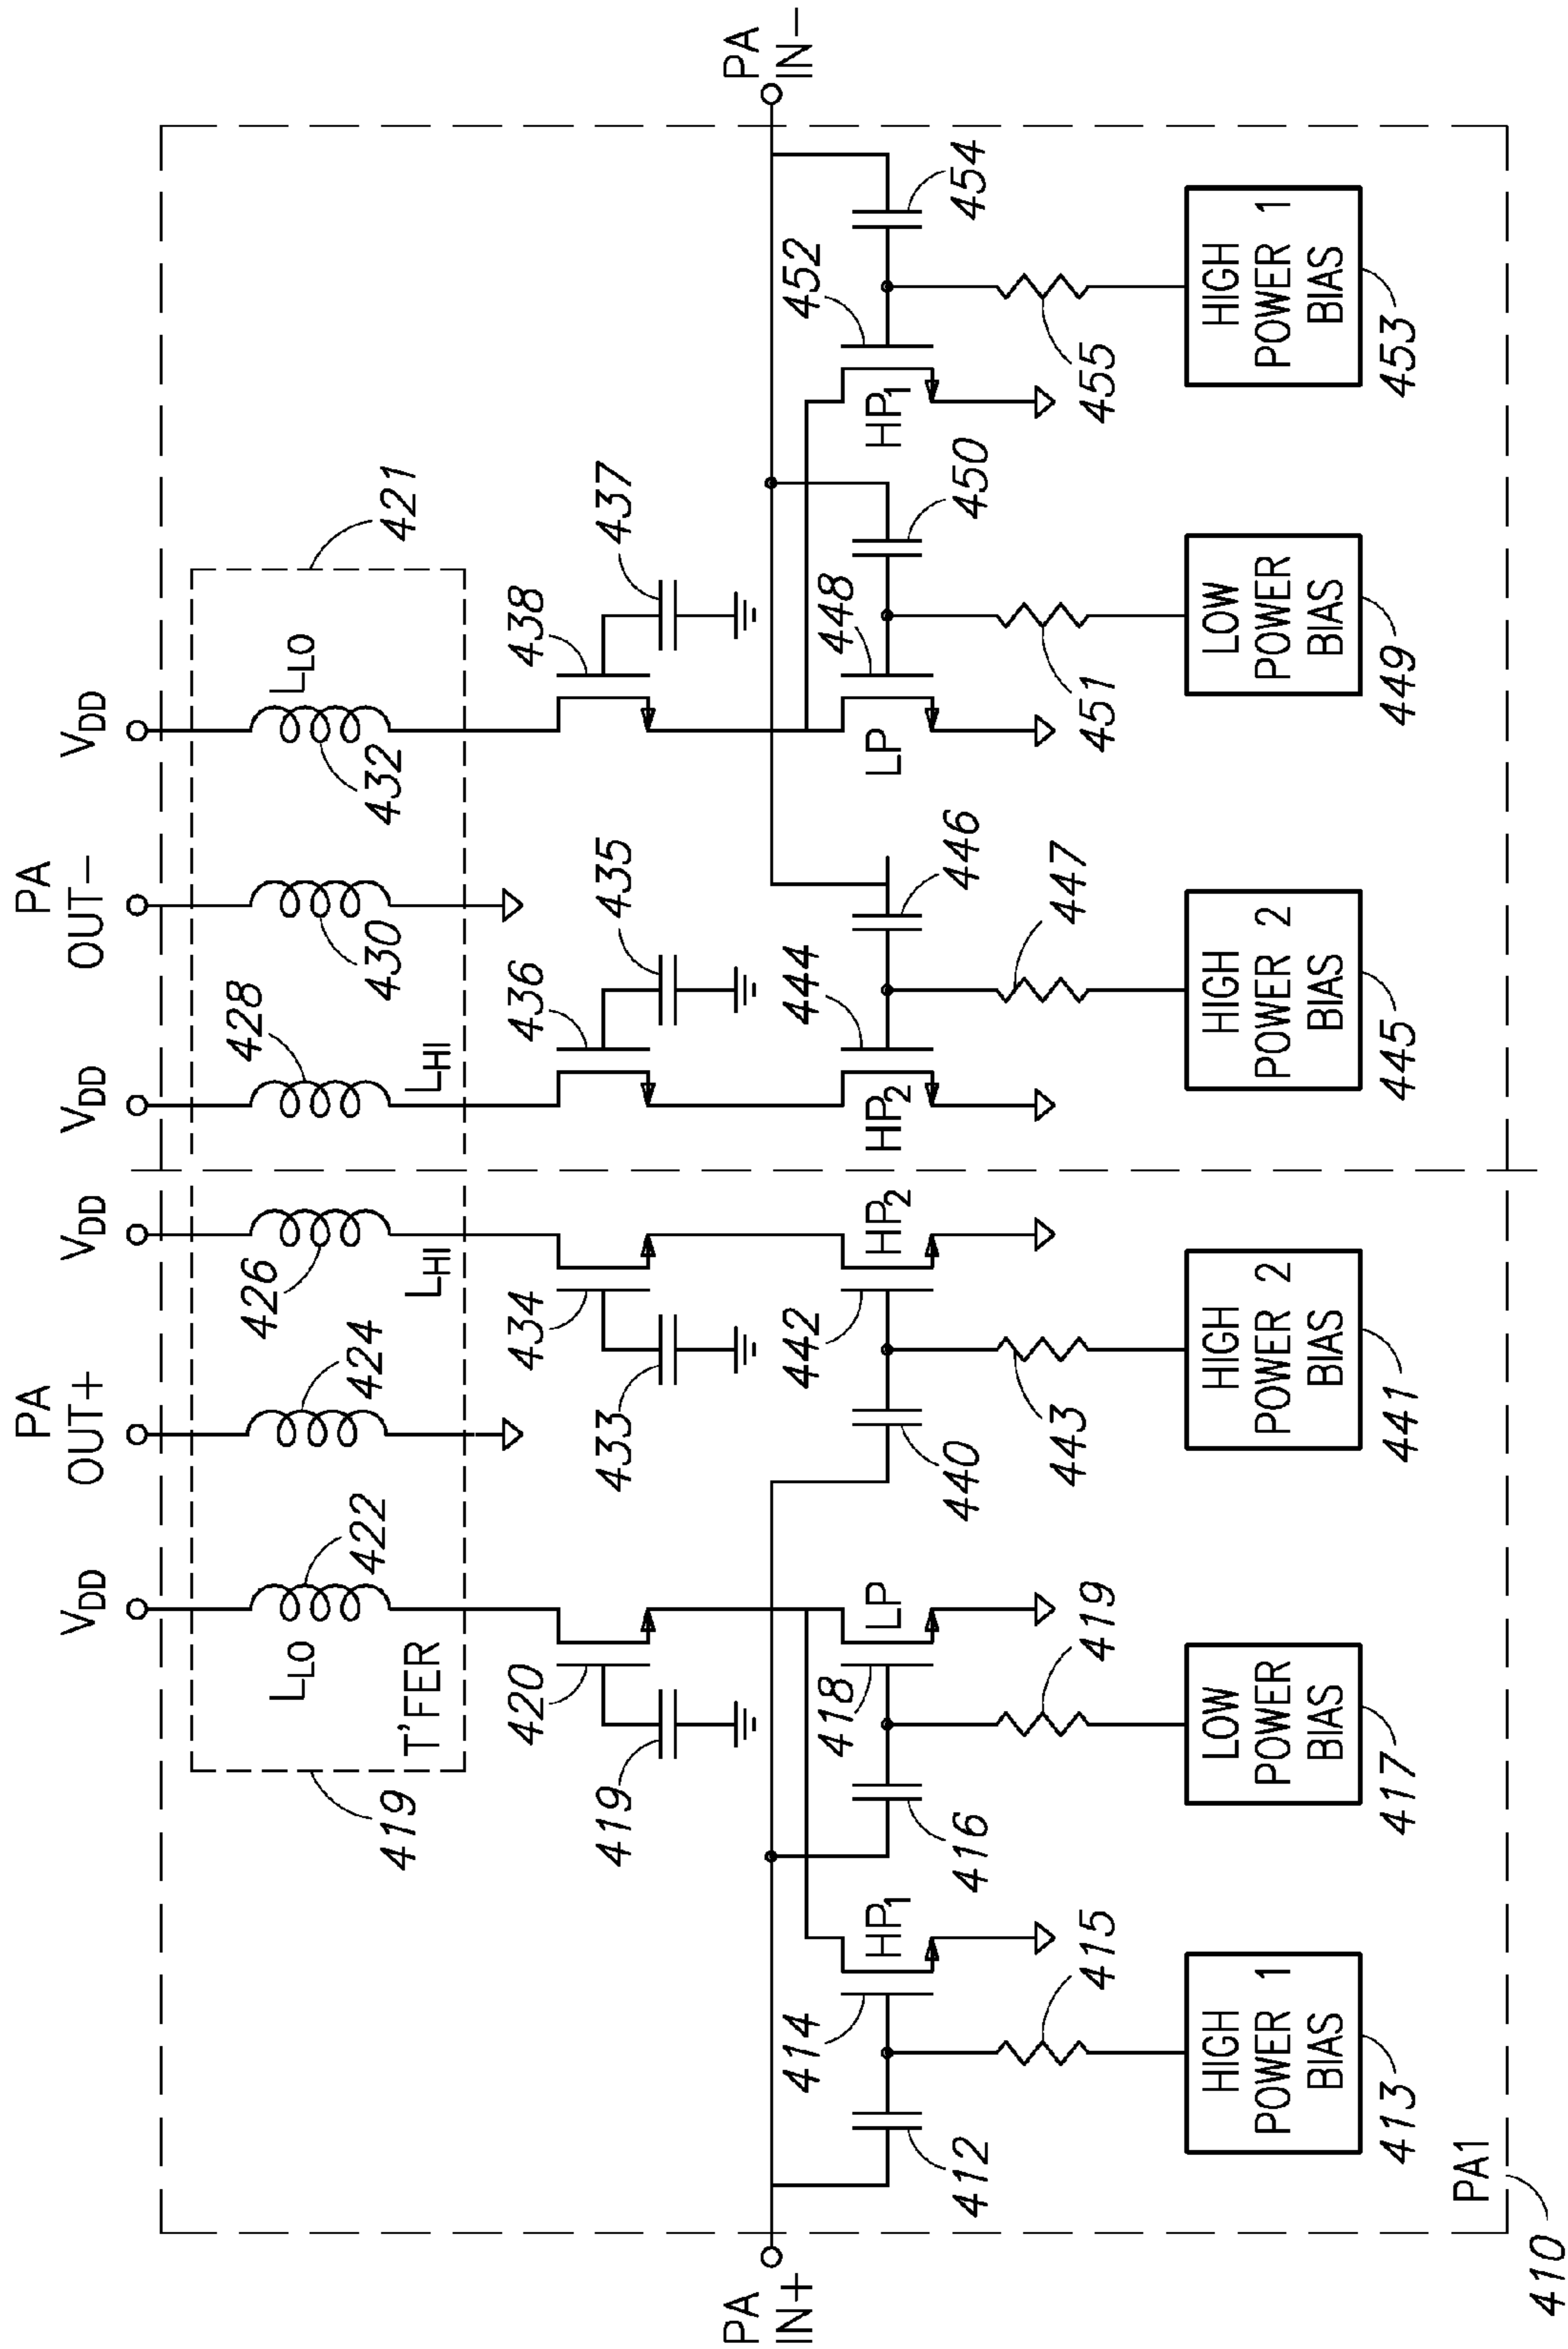 PA
OUT+
PA
OUT−
VDD
VDD
VDD
VDD
LLO
422
424
426
LHI
428
LHI
430
432
LLO
T'FER
419
421
420
419
434
433
436
435
438
437
PA
IN+
PA
IN−
412
414
HP1
415
416
418
LP
419
440
442
HP2
443
444
HP2
446
447
448
LP
450
451
452
HP1
454
455
HIGH
POWER 1
BIAS
413
LOW
POWER
BIAS
417
HIGH
POWER 2
BIAS
441
HIGH
POWER 2
BIAS
445
LOW
POWER
BIAS
449
HIGH
POWER 1
BIAS
453
PA1
410